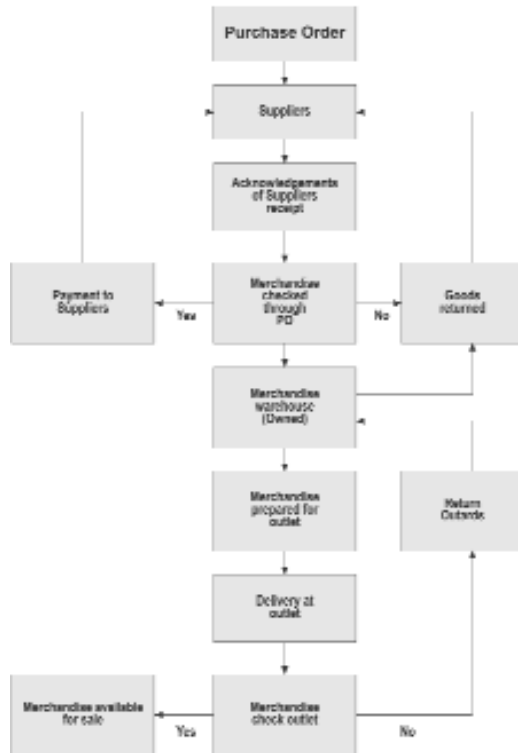 Purchase Order
Suppliers
Acknowledgements
of Suppliers
receipt
Payment to
Suppliers
Yes
Merchandise
checked
through
PO
No
Goods
returned
Merchandise
warehouse
(Owned)
Merchandise
prepared for
outlet
Return
Outards
Delivery at
outlet
Merchandise available
for sale
Yes
Merchandise
check outlet
No